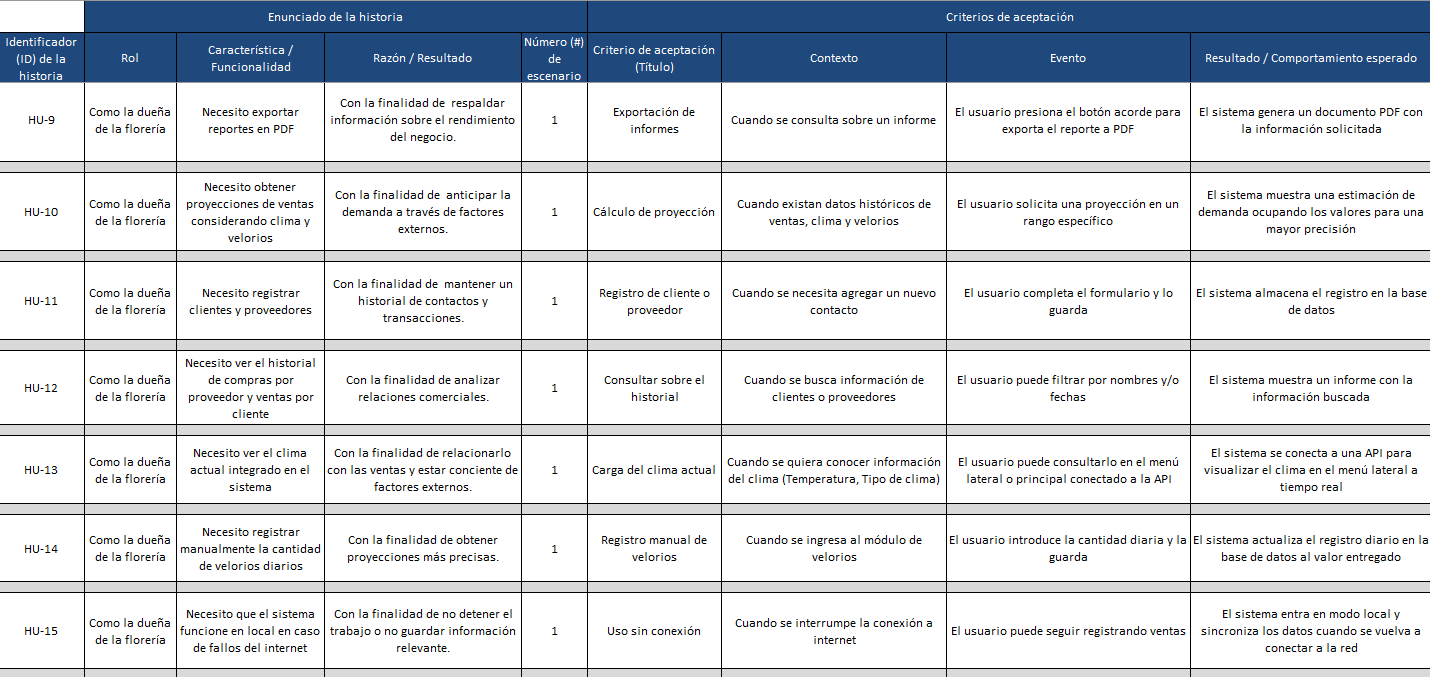 Enunciado de la historia
Criterios de aceptación
Identificador
(ID) de la
historia
Rol
Característica /
Funcionalidad
Razón / Resultado
Número (#)
de
escenario
Criterio de aceptación
(Título)
Contexto
Evento
Resultado / Comportamiento esperado
HU-9
Como la dueña
de la florería
Necesito exportar
reportes en PDF
Con la finalidad de  respaldar
información sobre el rendimiento
del negocio.
1
Exportación de
informes
Cuando se consulta sobre un informe
El usuario presiona el botón acorde para
exporta el reporte a PDF
El sistema genera un documento PDF con
la información solicitada
HU-10
Como la dueña
de la florería
Necesito obtener
proyecciones de ventas
considerando clima y
velorios
Con la finalidad de  anticipar la
demanda a través de factores
externos.
1
Cálculo de proyección
Cuando existan datos históricos de
ventas, clima y velorios
El usuario solicita una proyección en un
rango específico
El sistema muestra una estimación de
demanda ocupando los valores para una
mayor precisión
HU-11
Como la dueña
de la florería
Necesito registrar
clientes y proveedores
Con la finalidad de  mantener un
historial de contactos y
transacciones.
1
Registro de cliente o
proveedor
Cuando se necesita agregar un nuevo
contacto
El usuario completa el formulario y lo
guarda
El sistema almacena el registro en la base
de datos
HU-12
Como la dueña
de la florería
Necesito ver el historial
de compras por
proveedor y ventas por
cliente
Con la finalidad de analizar
relaciones comerciales.
1
Consultar sobre el
historial
Cuando se busca información de
clientes o proveedores
El usuario puede filtrar por nombres y/o
fechas
El sistema muestra un informe con la
información buscada
HU-13
Como la dueña
de la florería
Necesito ver el clima
actual integrado en el
sistema
Con la finalidad de relacionarlo
con las ventas y estar conciente de
factores externos.
1
Carga del clima actual
Cuando se quiera conocer información
del clima (Temperatura, Tipo de clima)
El usuario puede consultarlo en el menú
lateral o principal conectado a la API
El sistema se conecta a una API para
visualizar el clima en el menú lateral a
tiempo real
HU-14
Como la dueña
de la florería
Necesito registrar
manualmente la cantidad
de velorios diarios
Con la finalidad de obtener
proyecciones más precisas.
1
Registro manual de
velorios
Cuando se ingresa al módulo de
velorios
El usuario introduce la cantidad diaria y la
guarda
El sistema actualiza el registro diario en la
base de datos al valor entregado
HU-15
Como la dueña
de la florería
Necesito que el sistema
funcione en local en caso
de fallos del internet
Con la finalidad de no detener el
trabajo o no guardar información
relevante.
1
Uso sin conexión
Cuando se interrumpe la conexión a
internet
El usuario puede seguir registrando ventas
El sistema entra en modo local y
sincroniza los datos cuando se vuelva a
conectar a la red